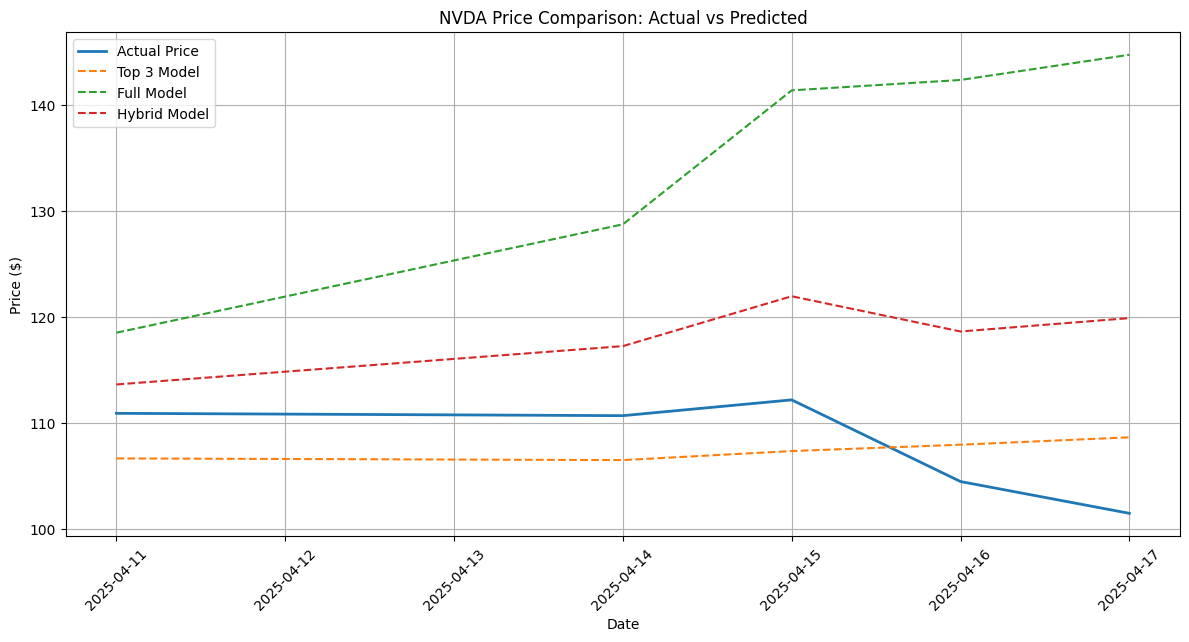 NVDA Price Comparison: Actual vs Predicted
Actual Price
Top 3 Model
Full Model
Hybrid Model
Price ($)
140
130
120
110
100
2025-04-11
2025-04-12
2025-04-13
2025-04-14
2025-04-15
2025-04-16
2025-04-17
Date